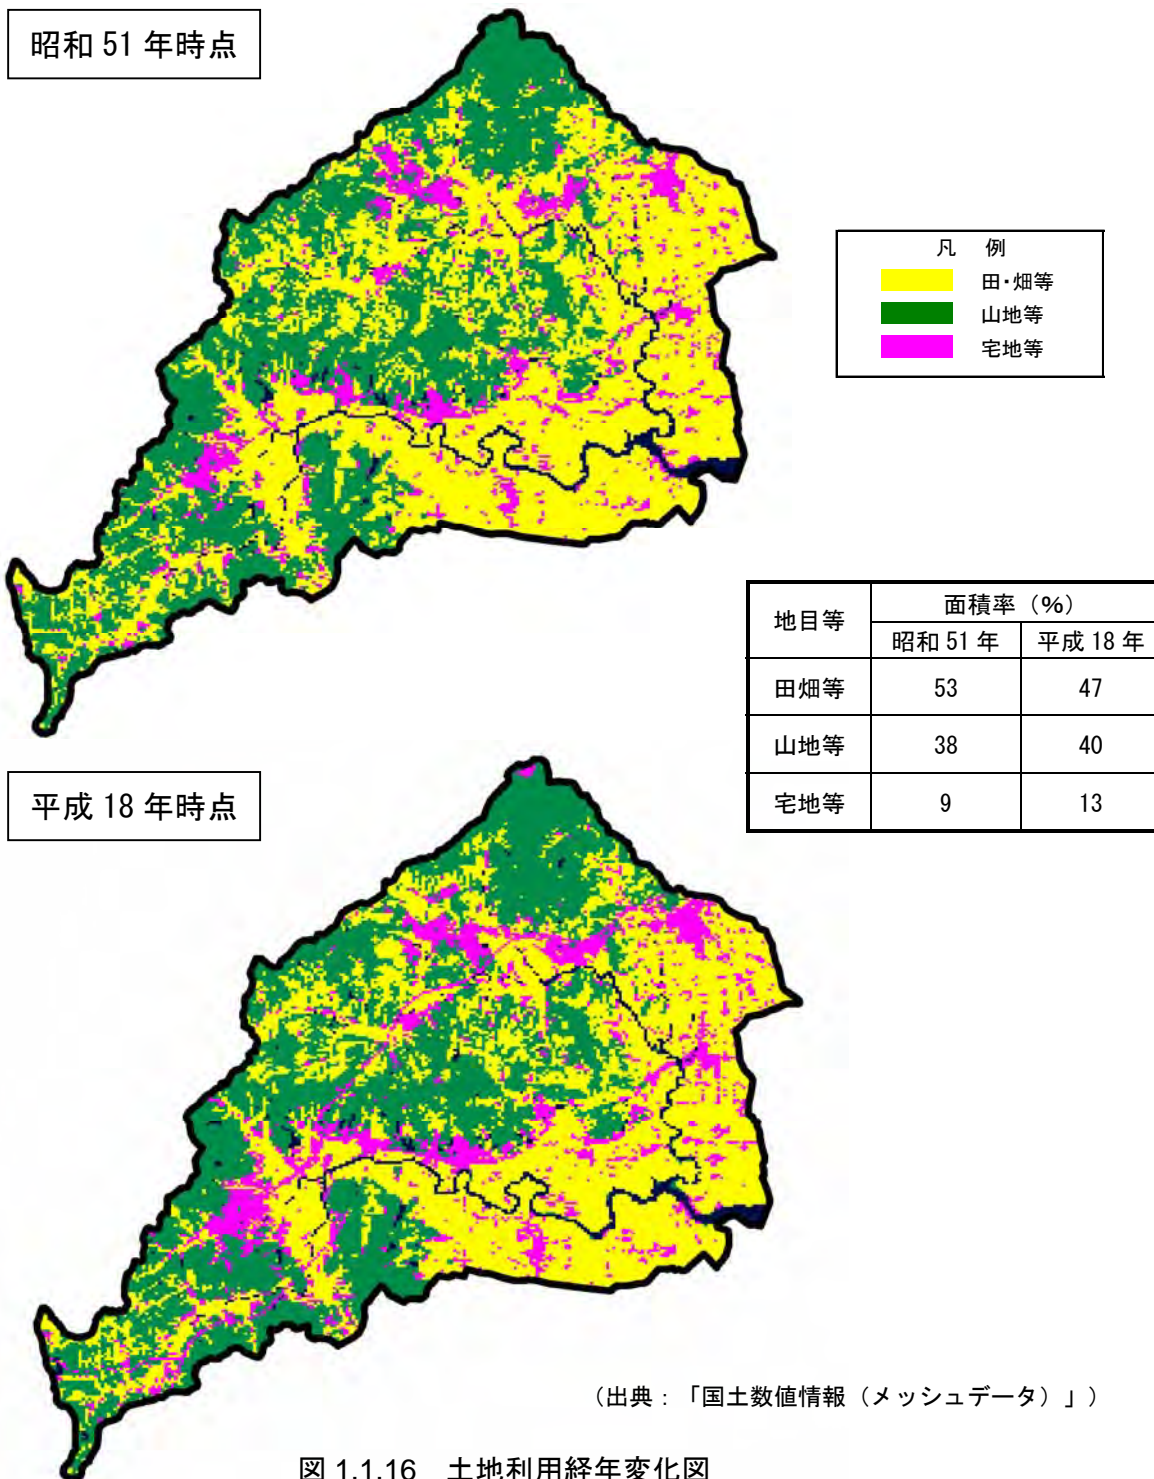 昭和 51 年時点
凡 例
田・畑等
山地等
宅地等
地目等 面積率（%）
昭和 51 年 平成 18 年
田畑等 53 47
山地等 38 40
宅地等 9 13
平成 18 年時点
（出典：「国土数値情報（メッシュデータ）」）
図 1.1.16 土地利用経年変化図